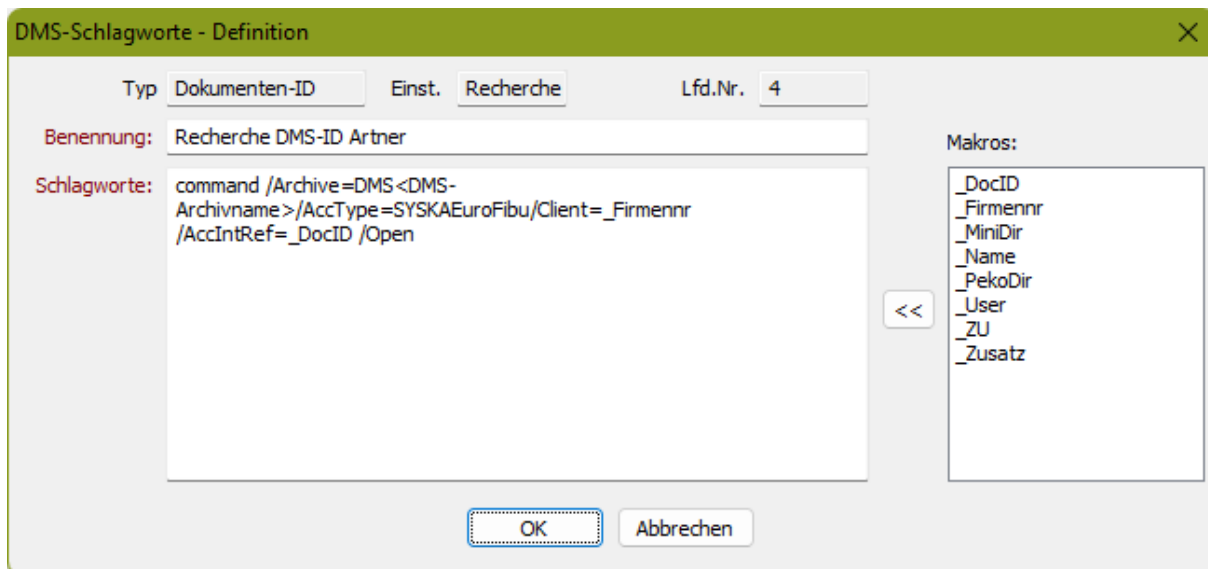 DMS-Schlagworte - Definition
Typ Dokumenten-ID Einst. Recherche Lfd.Nr. 4
Benennung: Recherche DMS-ID Artner
Makros:
Schlagworte: command /Archive=DMS<DMS-
Archivname>/AccType=SYSKAEuroFibu/Client=_Firmennr
/AccIntRef=_DocID /Open
_DocID
_Firmennr
_MiniDir
_Name
_PekoDir
_User
_ZU
_Zusatz
<<
OK Abbrechen